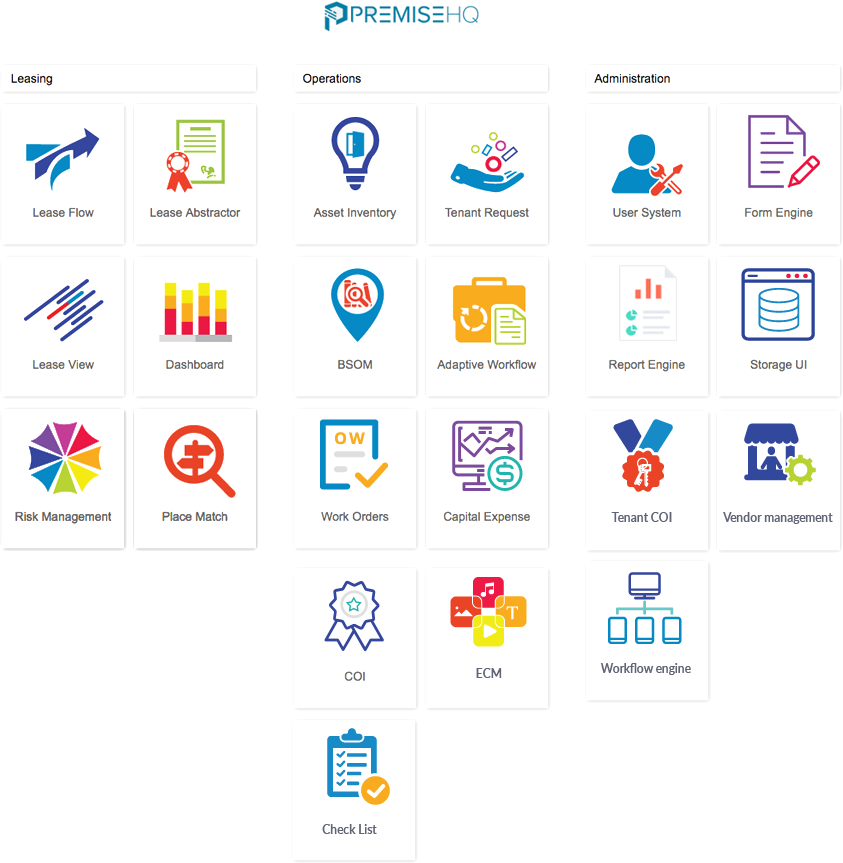 PREMISEHQ
Leasing
Operations
Administration
Lease Flow
Lease Abstractor
Asset Inventory
Tenant Request
User System
Form Engine
Lease View
Dashboard
BSOM
Adaptive Workflow
Report Engine
Storage UI
OW
Risk Management
Place Match
Work Orders
Capital Expense
Tenant COI
Vendor management
T
COI
ECM
Workflow engine
Check List